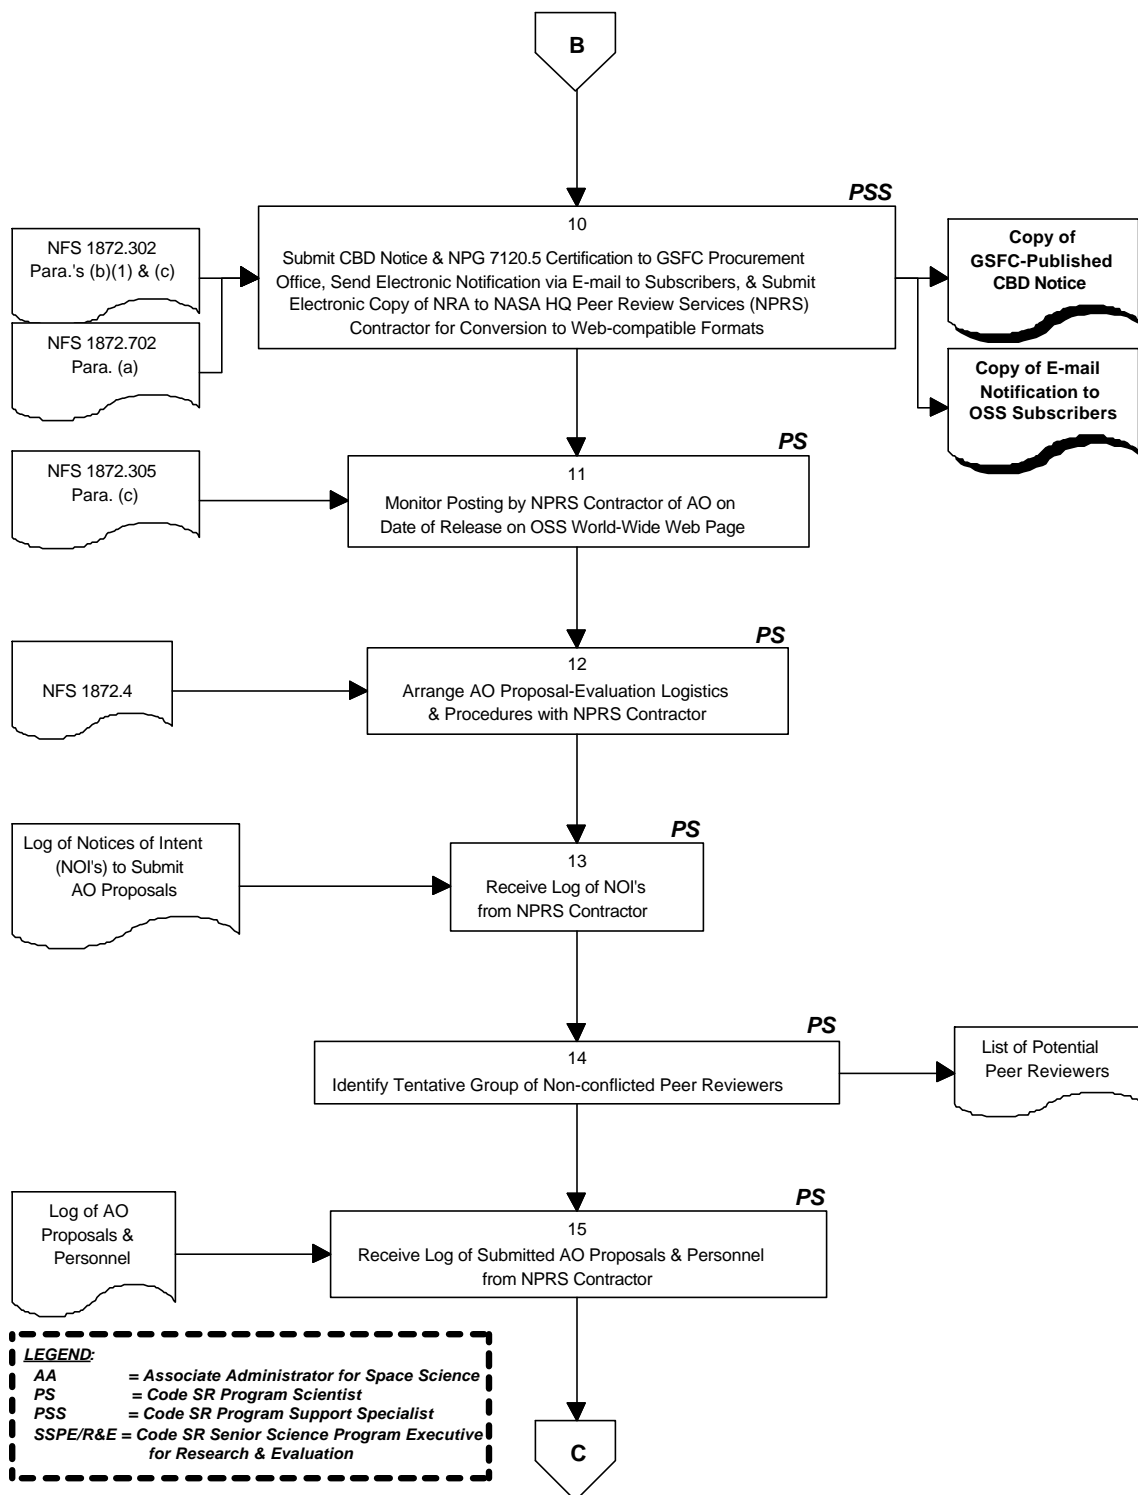 B
PSS
NFS 1872.302
Para.'s (b)(1) & (c)
NFS 1872.702
Para. (a)
10
Submit CBD Notice & NPG 7120.5 Certification to GSFC Procurement
Office, Send Electronic Notification via E-mail to Subscribers, & Submit
Electronic Copy of NRA to NASA HQ Peer Review Services (NPRS)
Contractor for Conversion to Web-compatible Formats
Copy of
GSFC-Published
CBD Notice
Copy of E-mail
Notification to
OSS Subscribers
PS
NFS 1872.305
Para. (c)
11
Monitor Posting by NPRS Contractor of AO on
Date of Release on OSS World-Wide Web Page
PS
NFS 1872.4
12
Arrange AO Proposal-Evaluation Logistics
& Procedures with NPRS Contractor
PS
Log of Notices of Intent
(NOI's) to Submit
AO Proposals
13
Receive Log of NOI's
from NPRS Contractor
PS
14
Identify Tentative Group of Non-conflicted Peer Reviewers
List of Potential
Peer Reviewers
PS
Log of AO
Proposals &
Personnel
15
Receive Log of Submitted AO Proposals & Personnel
from NPRS Contractor
LEGEND:
AA = Associate Administrator for Space Science
PS = Code SR Program Scientist
PSS = Code SR Program Support Specialist
SSPE/R&E = Code SR Senior Science Program Executive
for Research & Evaluation
C